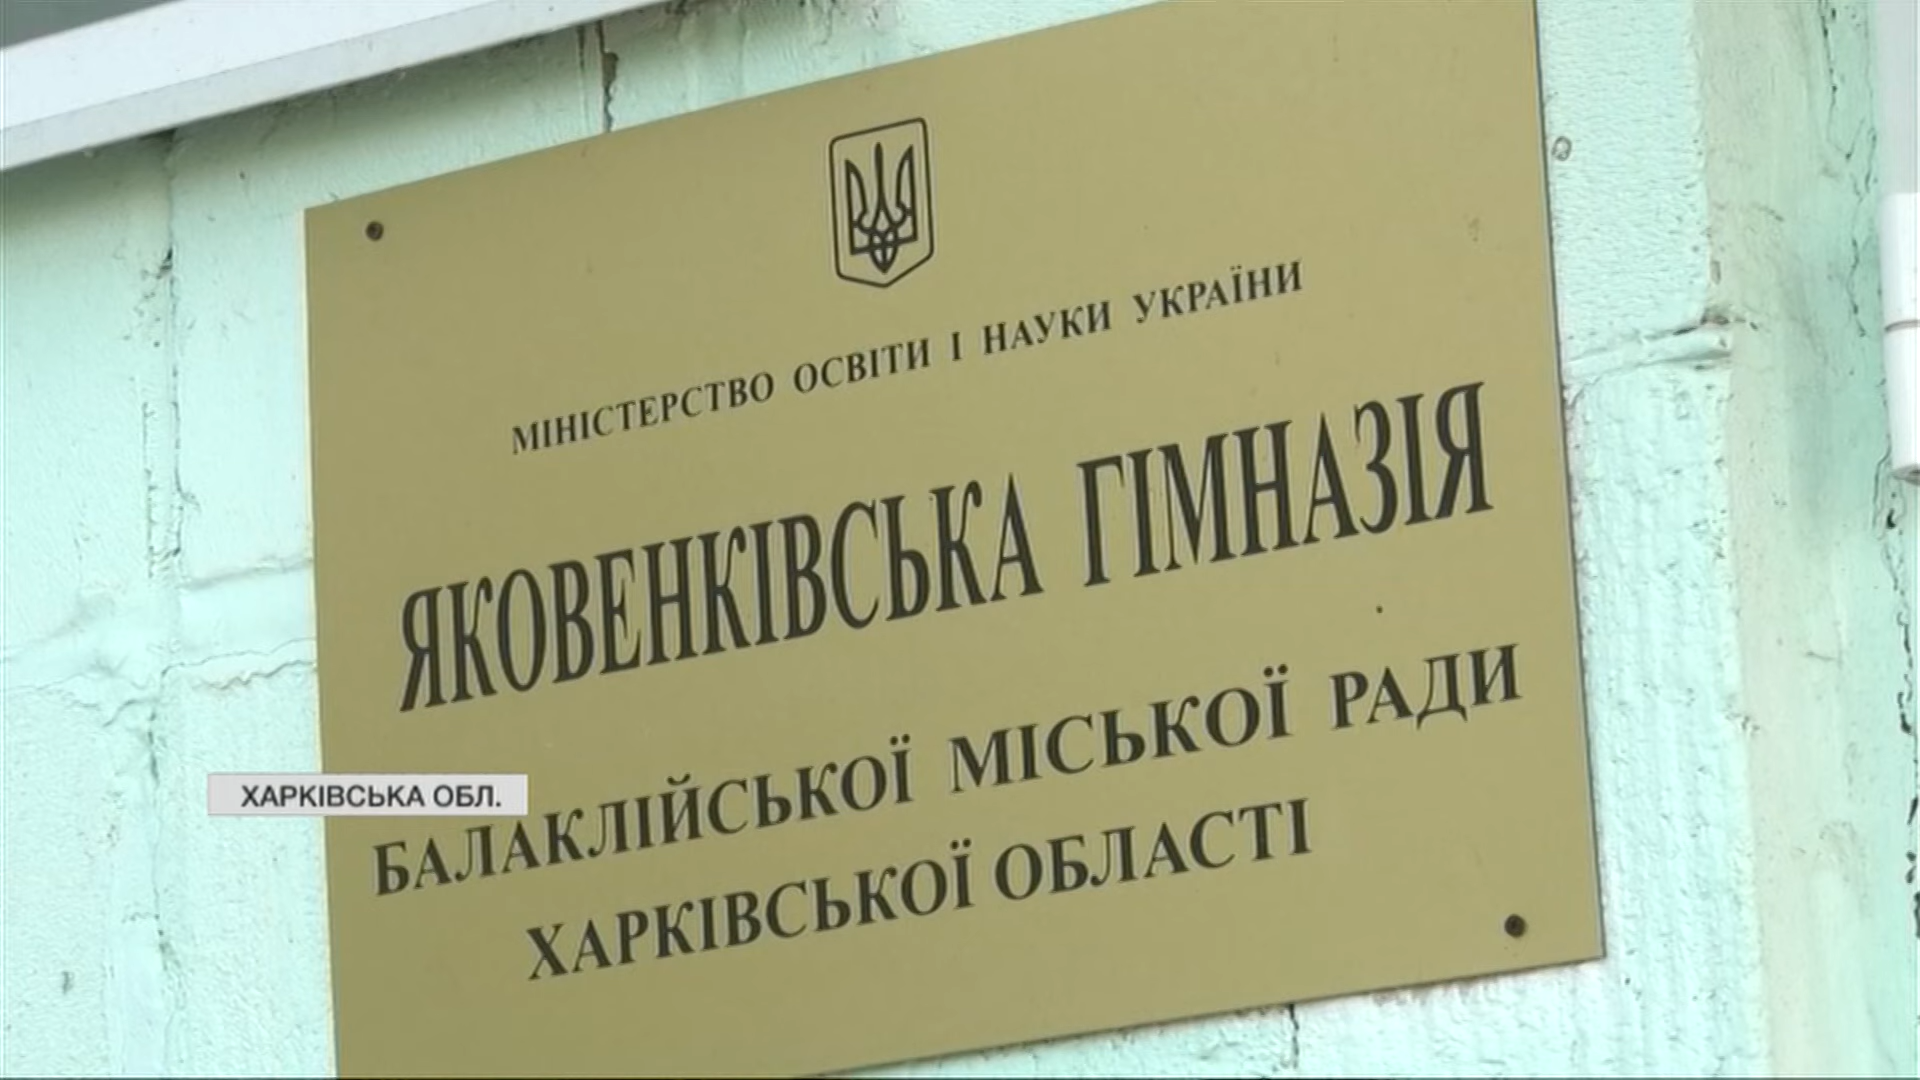 МІНІСТЕРСТВО ОСВІТИ І НАУКИ УКРАЇНИ
ЯКОВЕНКІВСЬКА ГІМНАЗІЯ
БАЛАКЛІЙСЬКОЇ МІСЬКОЇ РАДИ
ХАРКІВСЬКОЇ ОБЛАСТІ
ХАРКІВСЬКА ОБЛ.